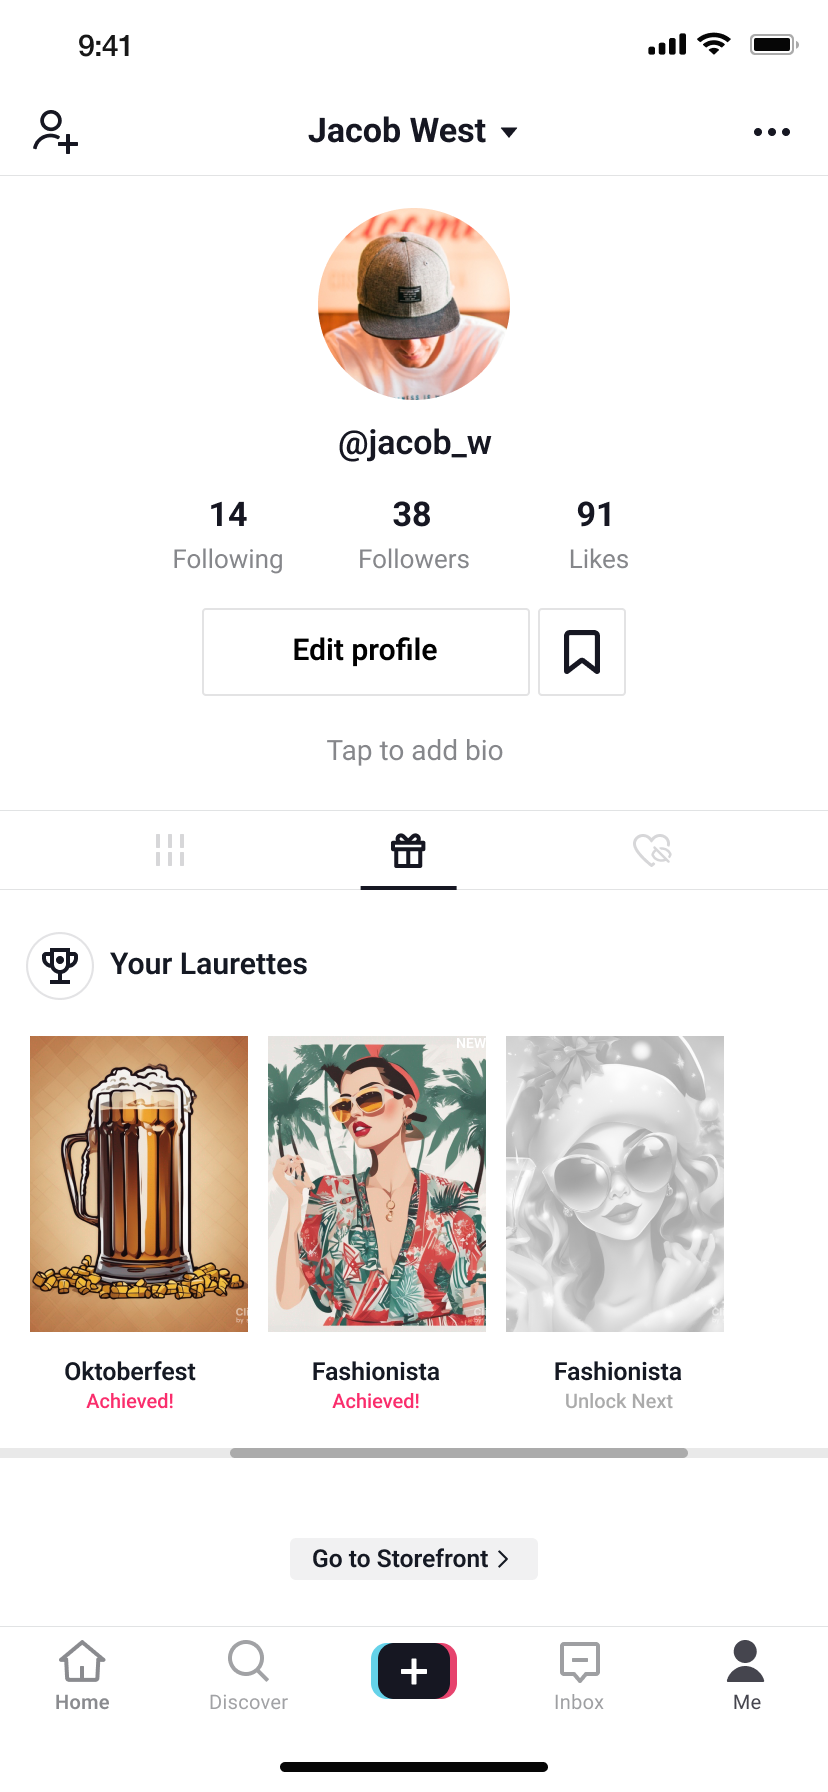 9:41
Jacob West
@jacob_w
14 38 91
Following Followers Likes
Edit profile
Tap to add bio
Your Laurettes
NEW
Oktoberfest Fashionista Fashionista
Achieved! Achieved! Unlock Next
Go to Storefront
Home Discover Inbox Me